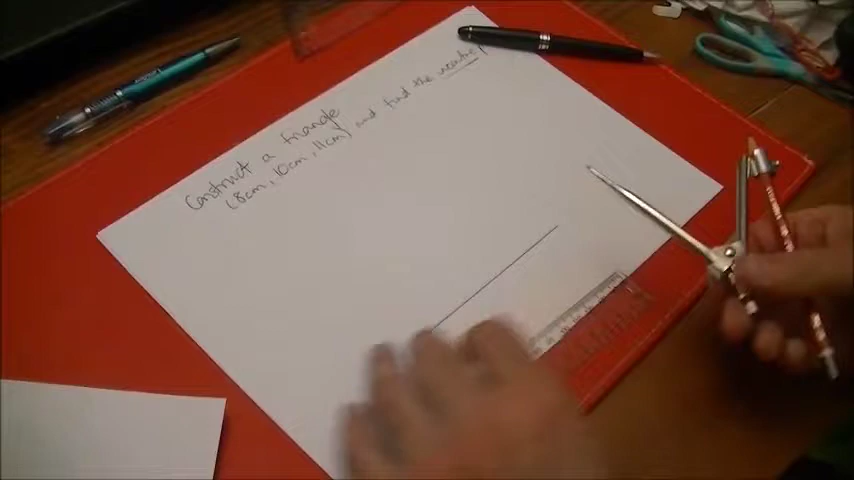 Construct a triangle
(8cm, 10cm, 11cm) and find the